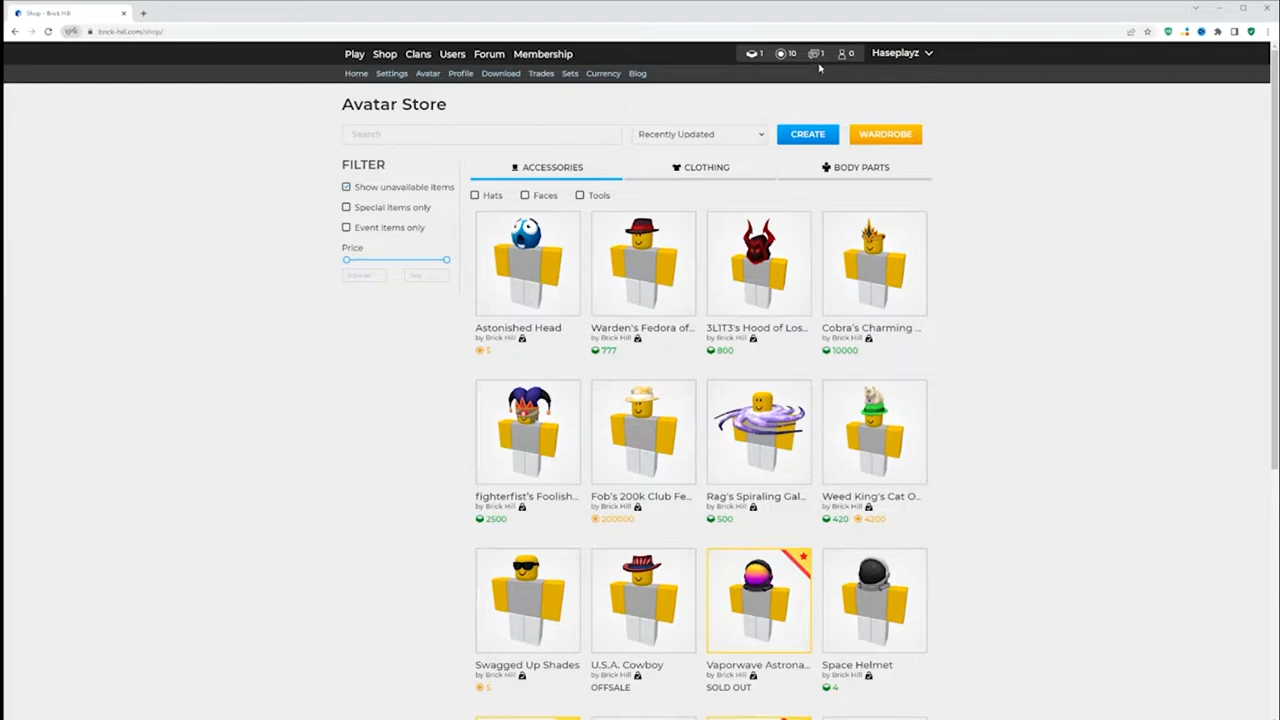 Shop - Brick Hill
brick-hill.com/shop/
Play Shop Clans Users Forum Membership 1 10 1 0 Haseplayz
Home Settings Avatar Profile Download Trades Sets Currency Blog
Avatar Store
Search Recently Updated CREATE WARDROBE
FILTER
Show unavailable items
Special items only
Event items only
Price
ACCESSORIES CLOTHING BODY PARTS
Hats Faces Tools
Astonished Head Warden's Fedora of... 3L1T3's Hood of Los... Cobra's Charming ...
by Brick Hill by Brick Hill by Brick Hill by Brick Hill
5 777 800 10000
fighterfist's Foolish... Fob's 200k Club Fe... Rag's Spiraling Gal... Weed King's Cat O...
by Brick Hill by Brick Hill by Brick Hill by Brick Hill
2500 200000 500 420 4200
Swagged Up Shades U.S.A. Cowboy Vaporwave Astrona... Space Helmet
by Brick Hill by Brick Hill by Brick Hill by Brick Hill
5 OFFSALE SOLD OUT 4